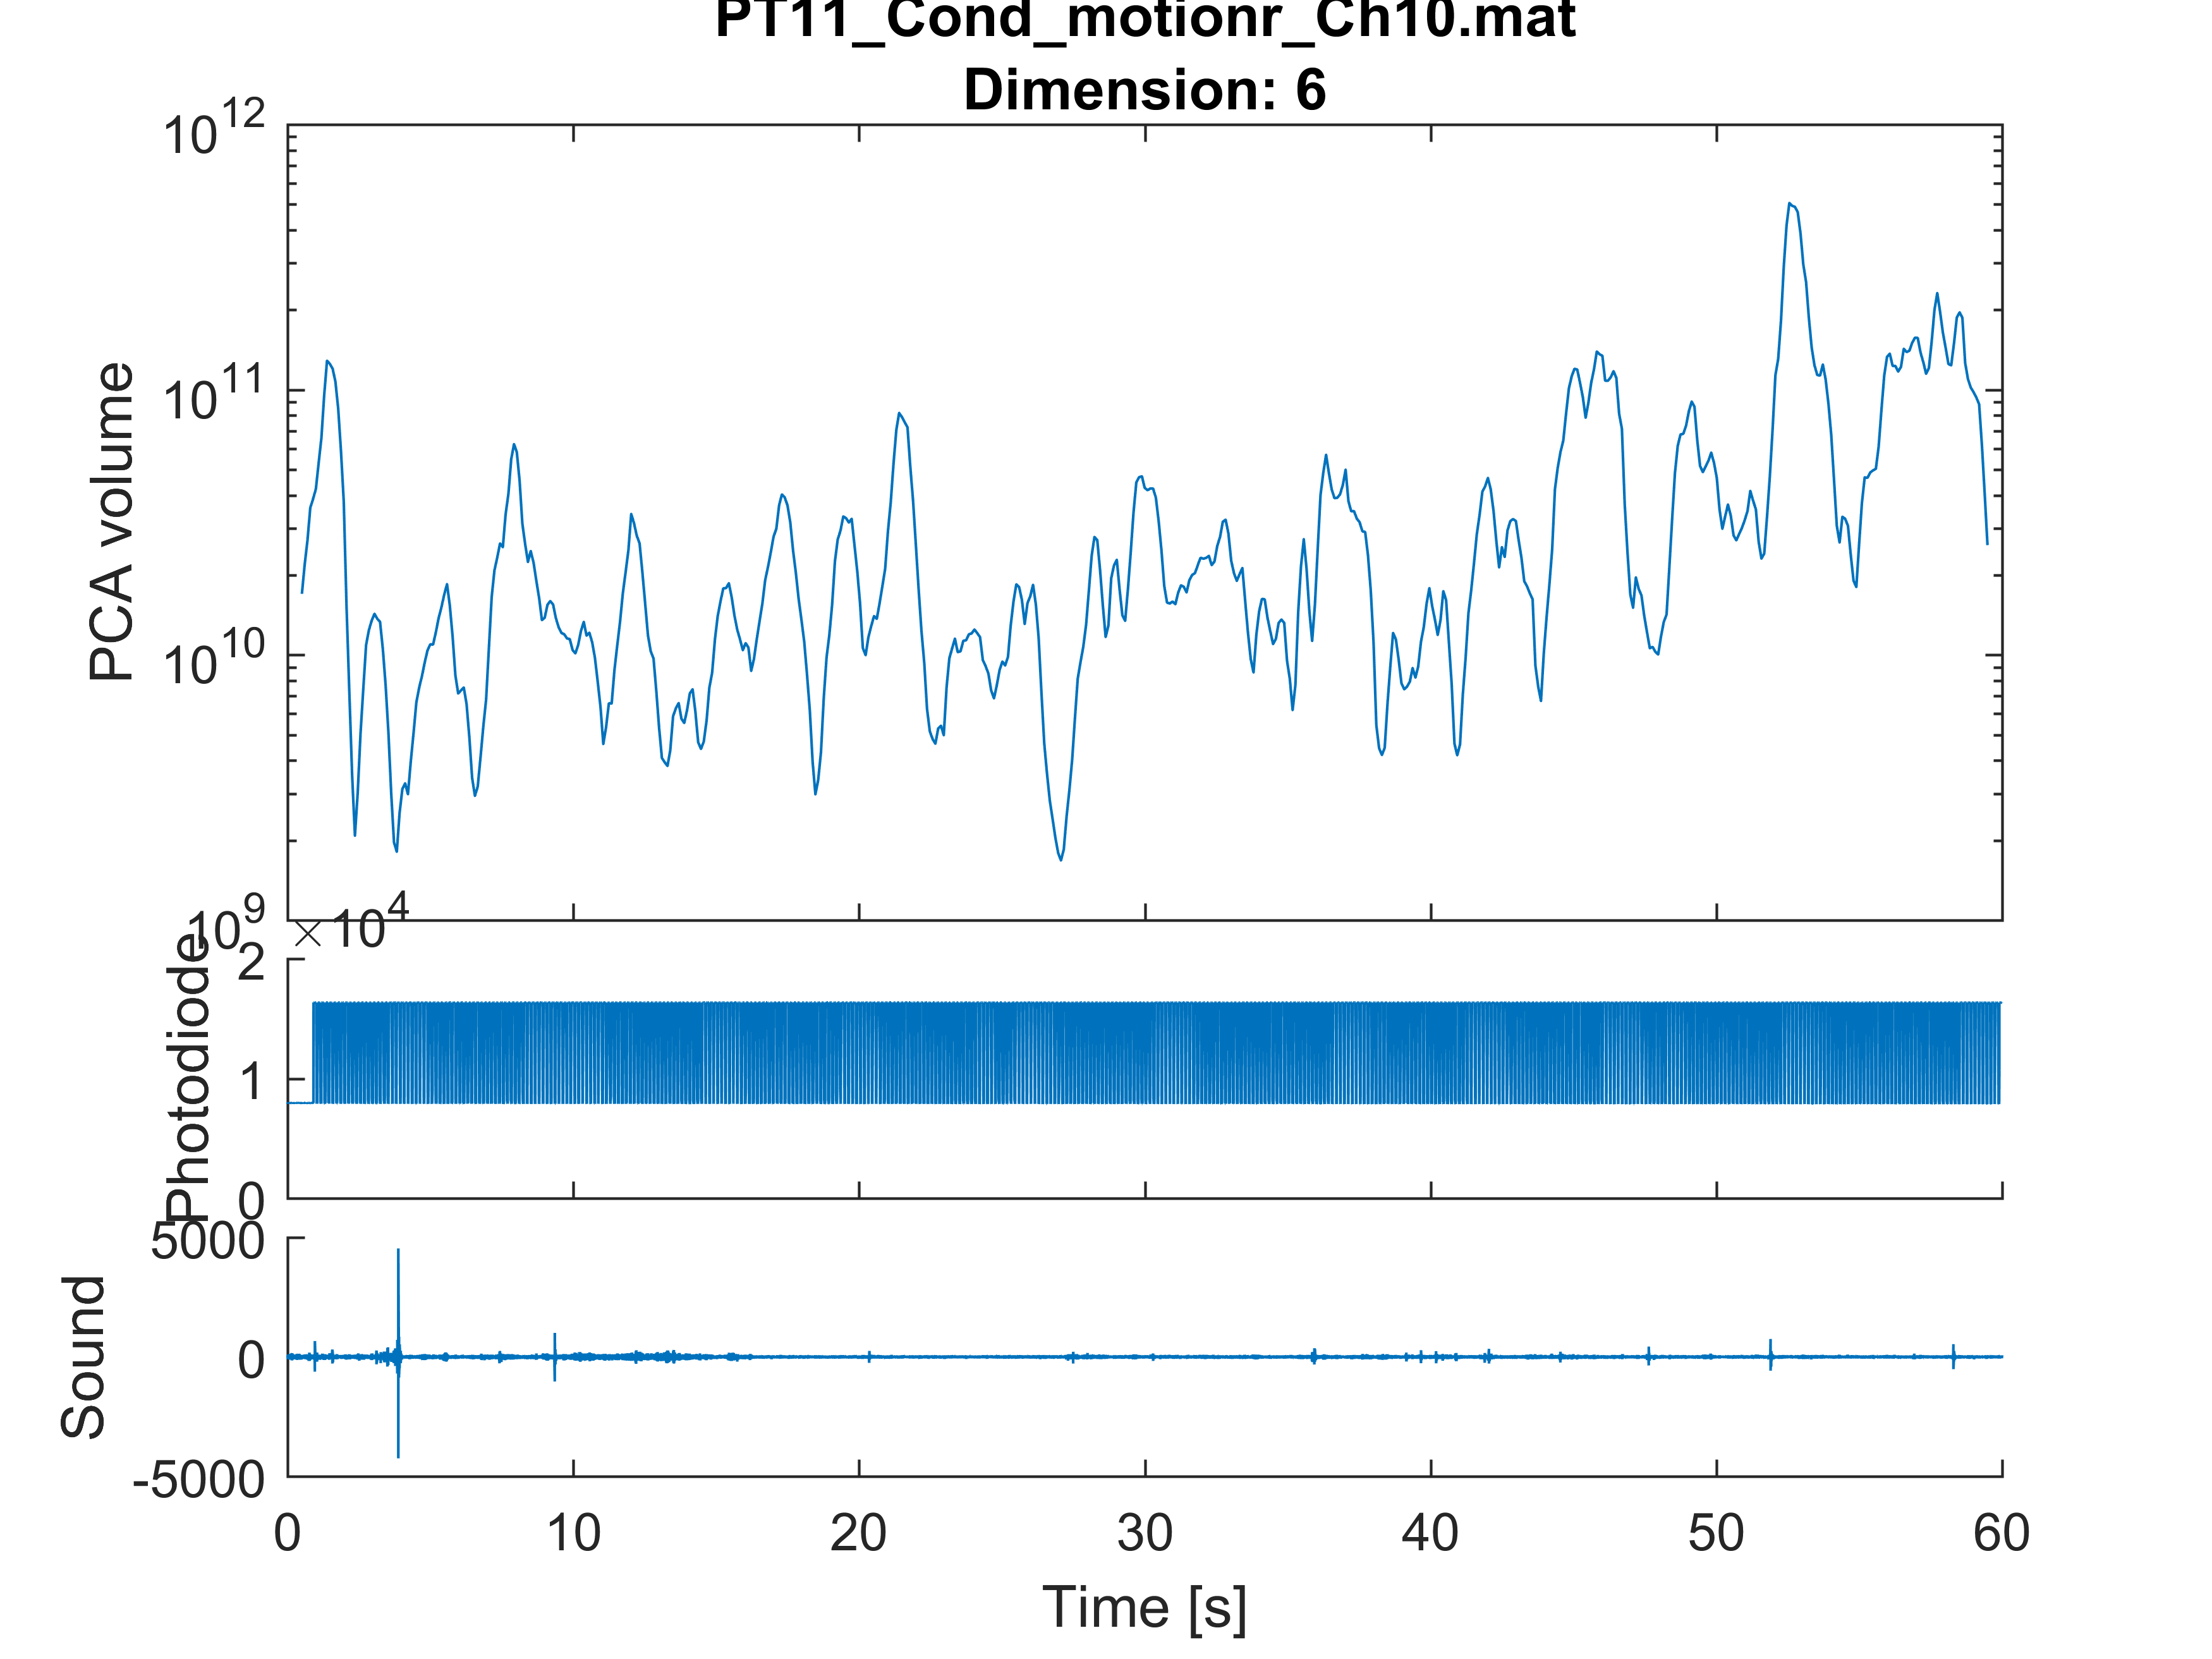 PT11_Cond_motionr_Ch10.mat
Dimension: 6
10^12
10^11
10^10
10^9
PCA volume
× 10^4
2
1
0
Photodiode
5000
0
-5000
Sound
0 10 20 30 40 50 60
Time [s]